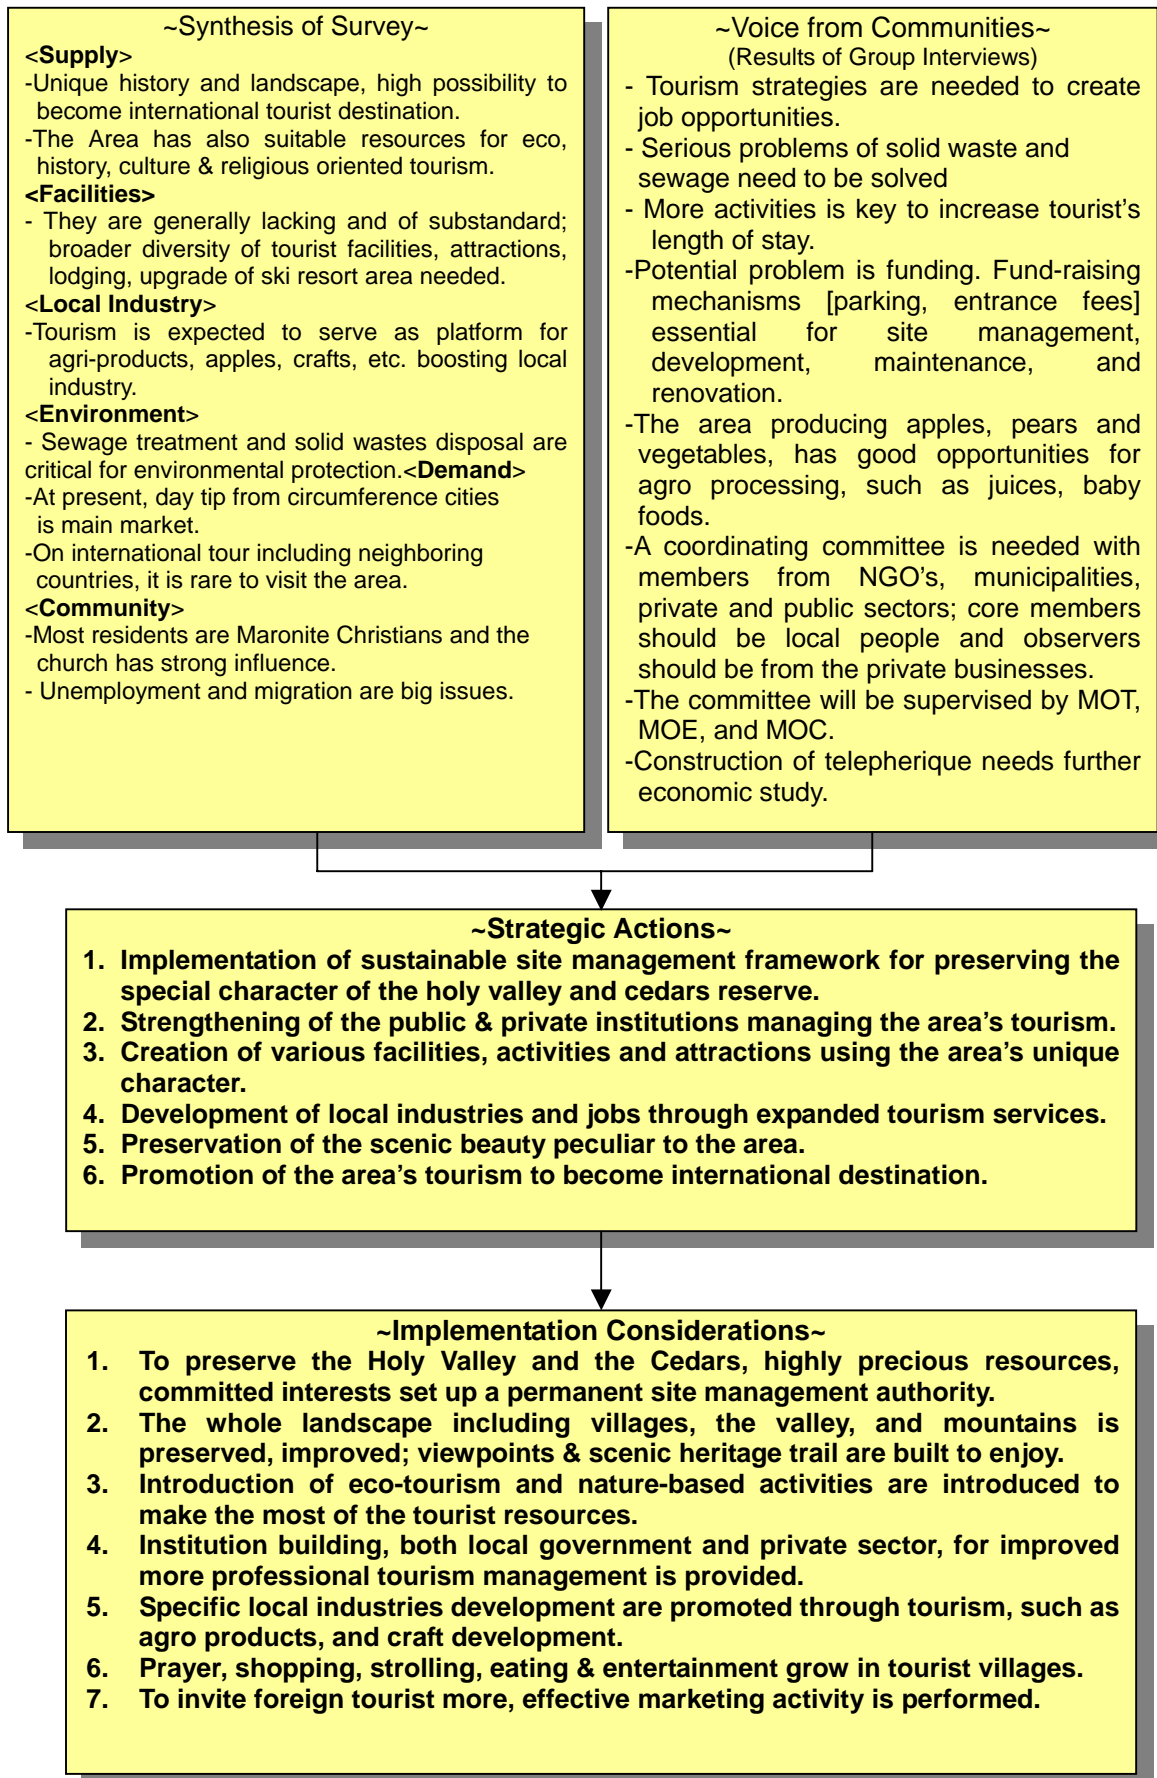 ~Synthesis of Survey~
<Supply>
-Unique history and landscape, high possibility to
become international tourist destination.
-The Area has also suitable resources for eco,
history, culture & religious oriented tourism.
<Facilities>
- They are generally lacking and of substandard;
broader diversity of tourist facilities, attractions,
lodging, upgrade of ski resort area needed.
<Local Industry>
-Tourism is expected to serve as platform for
agri-products, apples, crafts, etc. boosting local
industry.
<Environment>
- Sewage treatment and solid wastes disposal are
critical for environmental protection.<Demand>
-At present, day tip from circumference cities
is main market.
-On international tour including neighboring
countries, it is rare to visit the area.
<Community>
-Most residents are Maronite Christians and the
church has strong influence.
- Unemployment and migration are big issues.
~Voice from Communities~
(Results of Group Interviews)
- Tourism strategies are needed to create
job opportunities.
- Serious problems of solid waste and
sewage need to be solved
- More activities is key to increase tourist's
length of stay.
-Potential problem is funding. Fund-raising
mechanisms [parking, entrance fees]
essential for site management,
development, maintenance, and
renovation.
-The area producing apples, pears and
vegetables, has good opportunities for
agro processing, such as juices, baby
foods.
-A coordinating committee is needed with
members from NGO's, municipalities,
private and public sectors; core members
should be local people and observers
should be from the private businesses.
-The committee will be supervised by MOT,
MOE, and MOC.
-Construction of telepherique needs further
economic study.
~Strategic Actions~
1. Implementation of sustainable site management framework for preserving the
special character of the holy valley and cedars reserve.
2. Strengthening of the public & private institutions managing the area's tourism.
3. Creation of various facilities, activities and attractions using the area's unique
character.
4. Development of local industries and jobs through expanded tourism services.
5. Preservation of the scenic beauty peculiar to the area.
6. Promotion of the area's tourism to become international destination.
~Implementation Considerations~
1. To preserve the Holy Valley and the Cedars, highly precious resources,
committed interests set up a permanent site management authority.
2. The whole landscape including villages, the valley, and mountains is
preserved, improved; viewpoints & scenic heritage trail are built to enjoy.
3. Introduction of eco-tourism and nature-based activities are introduced to
make the most of the tourist resources.
4. Institution building, both local government and private sector, for improved
more professional tourism management is provided.
5. Specific local industries development are promoted through tourism, such as
agro products, and craft development.
6. Prayer, shopping, strolling, eating & entertainment grow in tourist villages.
7. To invite foreign tourist more, effective marketing activity is performed.